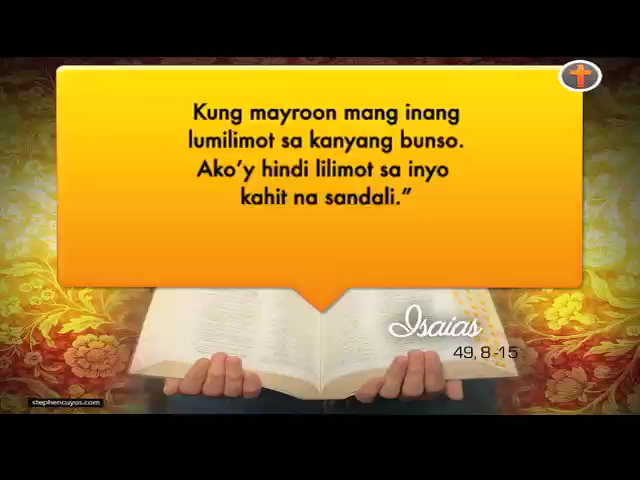 Kung mayroon mang inang
lumilimot sa kanyang bunso.
Ako'y hindi lilimot sa inyo
kahit na sandali.”
Isaias
49, 8-15
stephencuyos.com